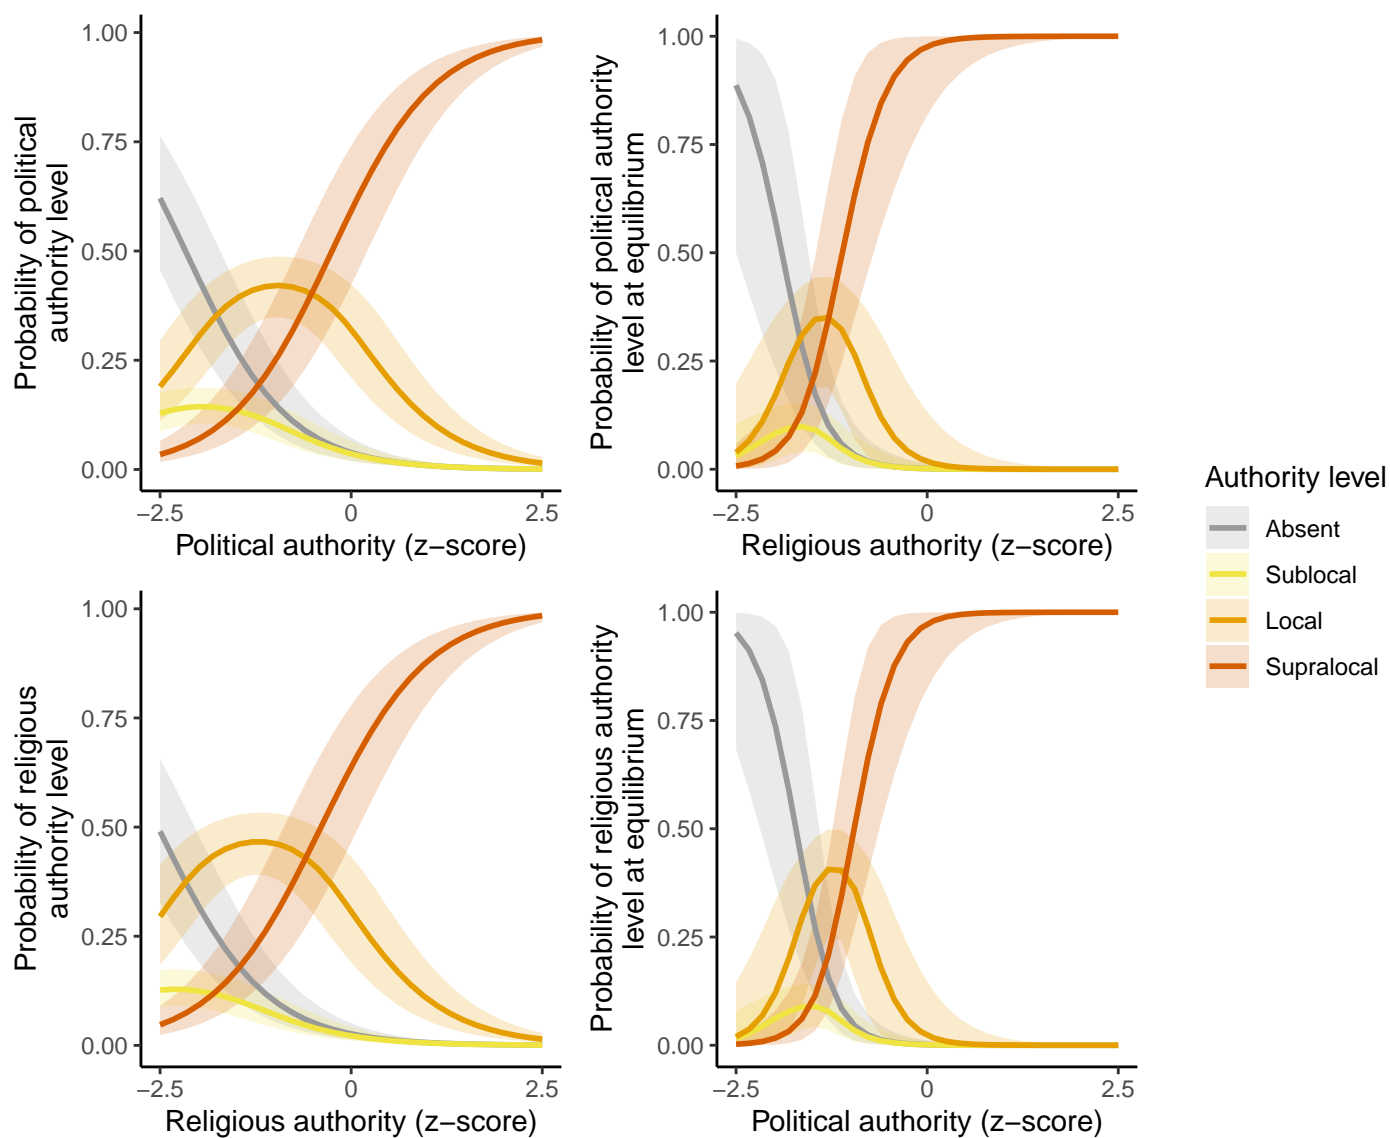 Probability of political
authority level
1.00
0.75
0.50
0.25
0.00
−2.5
0
2.5
Political authority (z−score)
Probability of political authority
level at equilibrium
1.00
0.75
0.50
0.25
0.00
−2.5
0
2.5
Religious authority (z−score)
Probability of religious
authority level
1.00
0.75
0.50
0.25
0.00
−2.5
0
2.5
Religious authority (z−score)
Probability of religious authority
level at equilibrium
1.00
0.75
0.50
0.25
0.00
−2.5
0
2.5
Political authority (z−score)
Authority level
Absent
Sublocal
Local
Supralocal